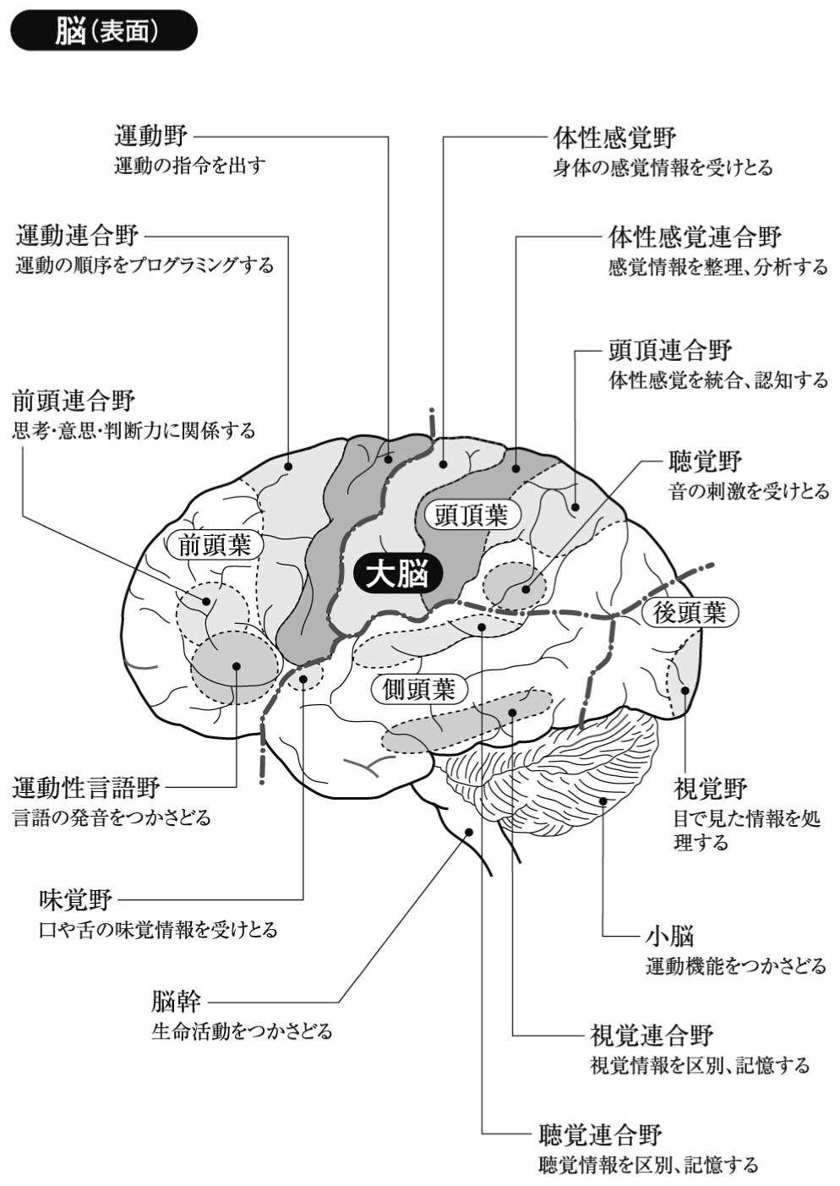 脳(表面)
運動野
運動の指令を出す
体性感覚野
身体の感覚情報を受けとる
運動連合野
運動の順序をプログラミングする
体性感覚連合野
感覚情報を整理、分析する
頭頂連合野
体性感覚を統合、認知する
前頭連合野
思考・意思・判断力に関係する
聴覚野
音の刺激を受けとる
頭頂葉
前頭葉
大脳
後頭葉
側頭葉
運動性言語野
言語の発音をつかさどる
視覚野
目で見た情報を処
理する
味覚野
口や舌の味覚情報を受けとる
小脳
運動機能をつかさどる
脳幹
生命活動をつかさどる
視覚連合野
視覚情報を区別、記憶する
聴覚連合野
聴覚情報を区別、記憶する